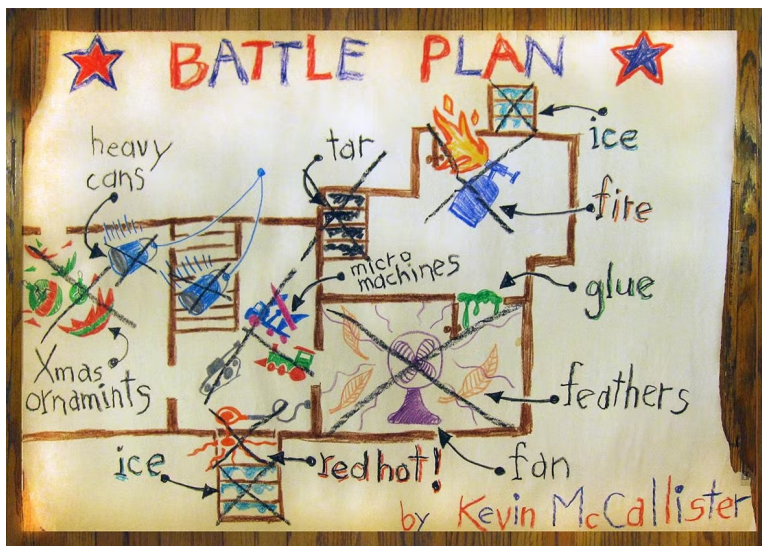 BATTLE PLAN
heavy
cans
tar
ice
fire
micro
machines
glue
Xmas
ornamints
feathers
ice
red hot!
fan
by Kevin McCallister